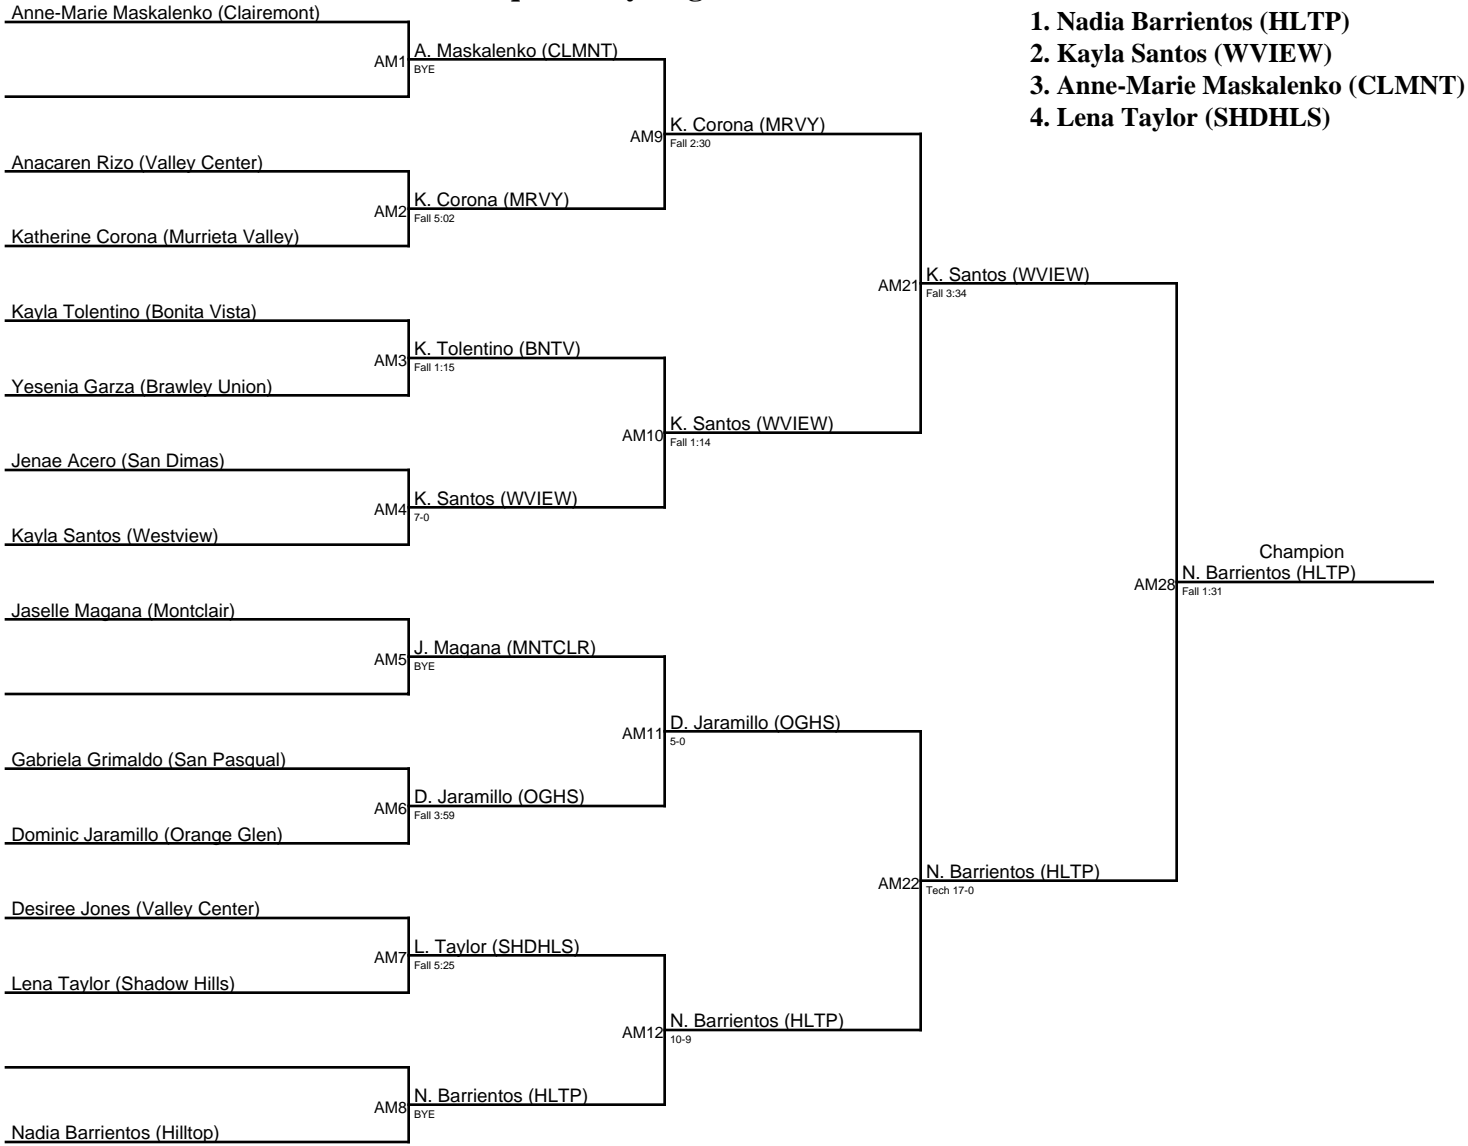 1. Nadia Barrientos (HLTP)
2. Kayla Santos (WVIEW)
3. Anne-Marie Maskalenko (CLMNT)
4. Lena Taylor (SHDHLS)
Anne-Marie Maskalenko (Clairemont)
AM1
A. Maskalenko (CLMNT)
BYE
Anacaren Rizo (Valley Center)
Katherine Corona (Murrieta Valley)
AM2
K. Corona (MRVY)
Fall 5:02
AM9
K. Corona (MRVY)
Fall 2:30
Kayla Tolentino (Bonita Vista)
Yesenia Garza (Brawley Union)
AM3
K. Tolentino (BNTV)
Fall 1:15
Jenae Acero (San Dimas)
Kayla Santos (Westview)
AM4
K. Santos (WVIEW)
7-0
AM10
K. Santos (WVIEW)
Fall 1:14
AM21
K. Santos (WVIEW)
Fall 3:34
Jaselle Magana (Montclair)
AM5
J. Magana (MNTCLR)
BYE
Gabriela Grimaldo (San Pasqual)
Dominic Jaramillo (Orange Glen)
AM6
D. Jaramillo (OGHS)
Fall 3:59
AM11
D. Jaramillo (OGHS)
5-0
Desiree Jones (Valley Center)
Lena Taylor (Shadow Hills)
AM7
L. Taylor (SHDHLS)
Fall 5:25
Nadia Barrientos (Hilltop)
AM8
N. Barrientos (HLTP)
BYE
AM12
N. Barrientos (HLTP)
10-9
AM22
N. Barrientos (HLTP)
Tech 17-0
AM28
Champion
N. Barrientos (HLTP)
Fall 1:31